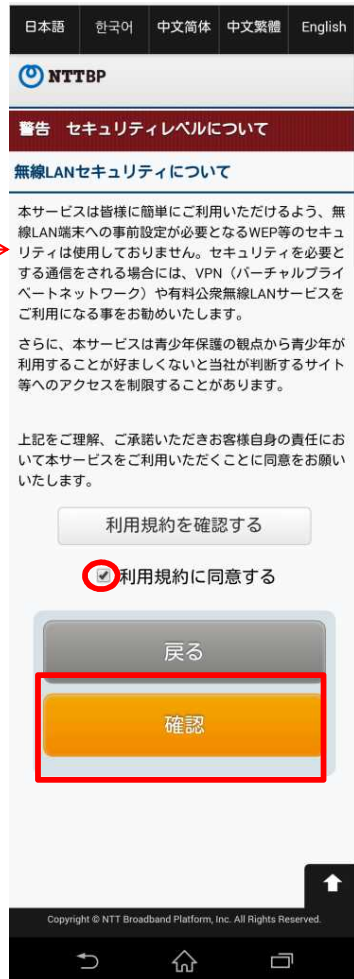 日本語 한국어 中文简体 中文繁體 English
NTTBP
警告 セキュリティレベルについて
無線LANセキュリティについて
本サービスは皆様に簡単にご利用いただけるよう、無
線LAN端末への事前設定が必要となるWEP等のセキュ
リティは使用しておりません。セキュリティを必要と
する通信をされる場合には、VPN（バーチャルプライ
ベートネットワーク）や有料公衆無線LANサービスを
ご利用になる事をお勧めいたします。
さらに、本サービスは青少年保護の観点から青少年が
利用することが好ましくないと当社が判断するサイト
等へのアクセスを制限することがあります。
上記をご理解、ご承諾いただきお客様自身の責任にお
いて本サービスをご利用いただくことに同意をお願い
いたします。
利用規約を確認する
利用規約に同意する
戻る
確認
Copyright © NTT Broadband Platform, Inc. All Rights Reserved.